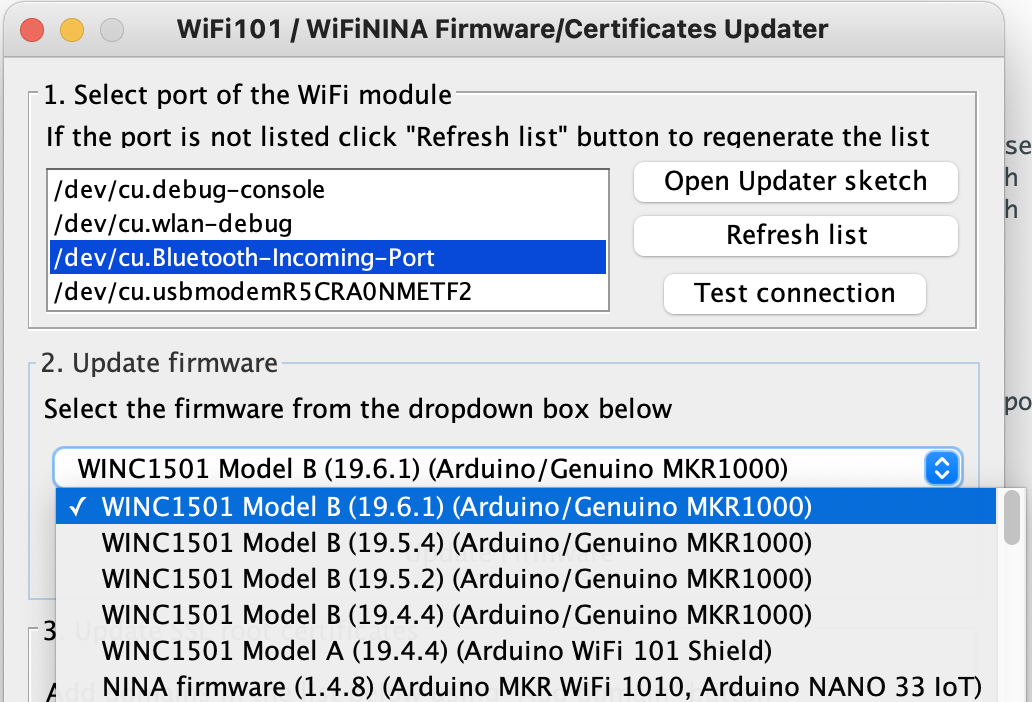 WiFi101 / WiFiNINA Firmware/Certificates Updater
1. Select port of the WiFi module
If the port is not listed click "Refresh list" button to regenerate the list
/dev/cu.debug-console
/dev/cu.wlan-debug
/dev/cu.Bluetooth-Incoming-Port
/dev/cu.usbmodemR5CRA0NMETF2
Open Updater sketch
Refresh list
Test connection
se
h
h
2. Update firmware
Select the firmware from the dropdown box below
po
WINC1501 Model B (19.6.1) (Arduino/Genuino MKR1000)
✓ WINC1501 Model B (19.6.1) (Arduino/Genuino MKR1000)
WINC1501 Model B (19.5.4) (Arduino/Genuino MKR1000)
Update Firmware
WINC1501 Model B (19.5.2) (Arduino/Genuino MKR1000)
WINC1501 Model B (19.4.4) (Arduino/Genuino MKR1000)
3. Update SSL root certificates
WINC1501 Model A (19.4.4) (Arduino WiFi 101 Shield)
NINA firmware (1.4.8) (Arduino MKR WiFi 1010, Arduino NANO 33 IoT)